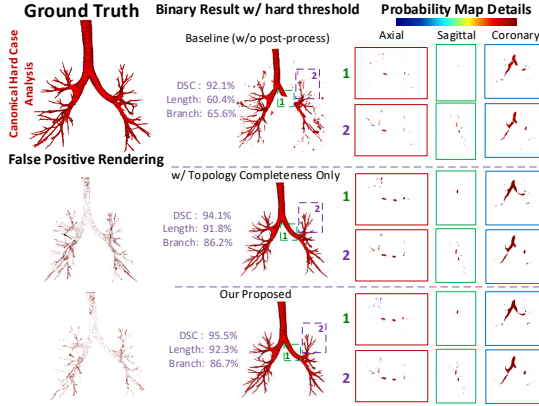 Ground Truth
Binary Result w/ hard threshold
Probability Map Details
Canonical Hard Case
Analysis
Baseline (w/o post-process)
Axial
Sagittal
Coronary
DSC : 92.1%
Length: 60.4%
Branch: 65.6%
2
1
1
2
False Positive Rendering
w/ Topology Completeness Only
DSC: 94.1%
Length: 91.8%
Branch: 86.2%
2
1
1
2
Our Proposed
DSC: 95.5%
Length: 92.3%
Branch: 86.7%
2
1
1
2